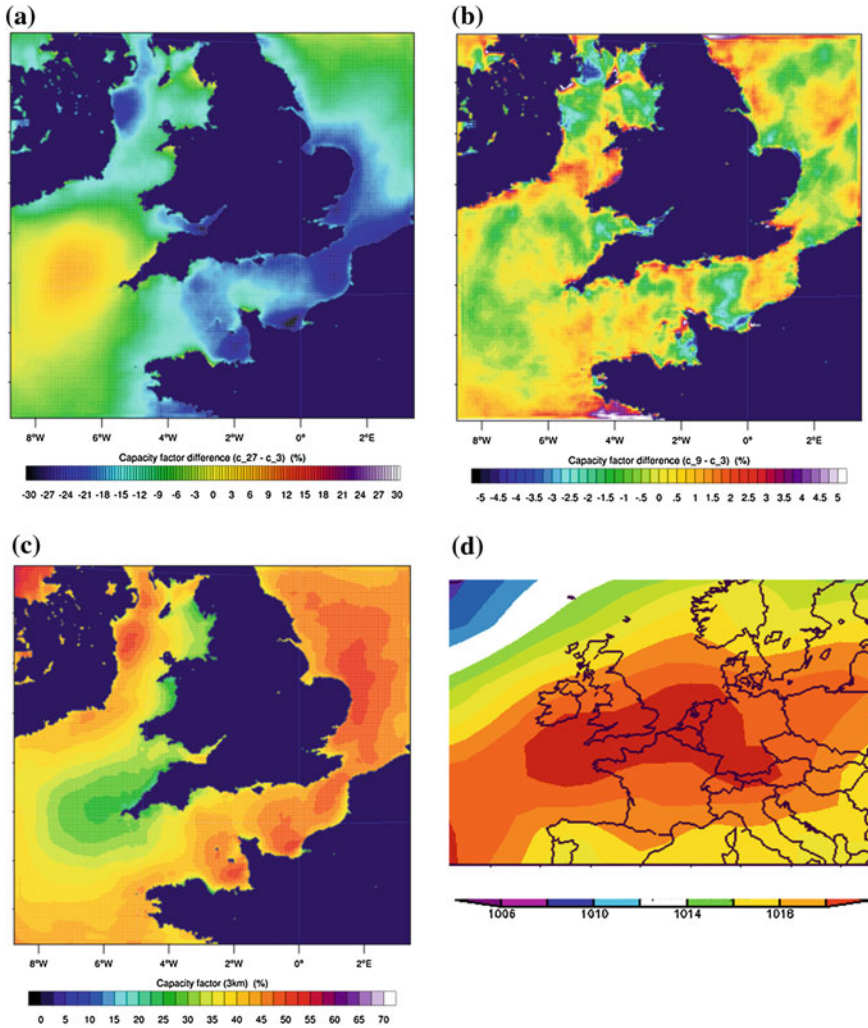 (a)
(b)
8°W 6°W 4°W 2°W 0° 2°E
8°W 6°W 4°W 2°W 0° 2°E
Capacity factor difference (c_27 - c_3) (%)
Capacity factor difference (c_9 - c_3) (%)
-30 -27 -24 -21 -18 -15 -12 -9 -6 -3 0 3 6 9 12 15 18 21 24 27 30
-5 -4.5 -4 -3.5 -3 -2.5 -2 -1.5 -1 -.5 0 .5 1 1.5 2 2.5 3 3.5 4 4.5 5
(c)
(d)
1006 1010 1014 1018
8°W 6°W 4°W 2°W 0° 2°E
Capacity factor (3km) (%)
0 5 10 15 20 25 30 35 40 45 50 55 60 65 70